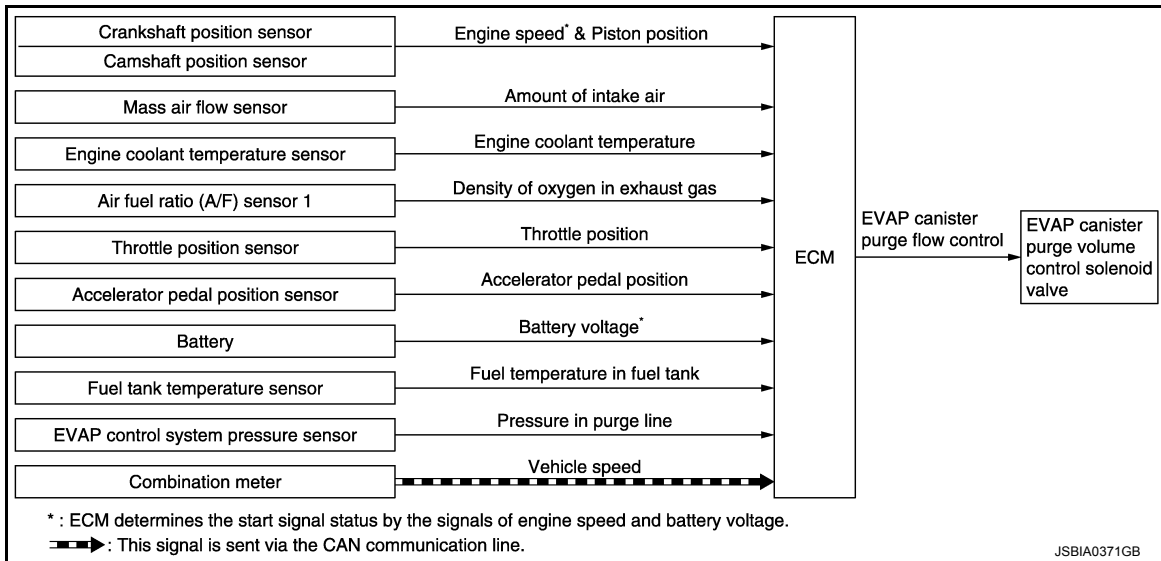 Crankshaft position sensor
Camshaft position sensor
Engine speed* & Piston position
Mass air flow sensor
Amount of intake air
Engine coolant temperature sensor
Engine coolant temperature
Air fuel ratio (A/F) sensor 1
Density of oxygen in exhaust gas
Throttle position sensor
Throttle position
Accelerator pedal position sensor
Accelerator pedal position
Battery
Battery voltage*
Fuel tank temperature sensor
Fuel temperature in fuel tank
EVAP control system pressure sensor
Pressure in purge line
Combination meter
Vehicle speed
ECM
EVAP canister
purge flow control
EVAP canister
purge volume
control solenoid
valve
* : ECM determines the start signal status by the signals of engine speed and battery voltage.
: This signal is sent via the CAN communication line.
JSBIA0371GB